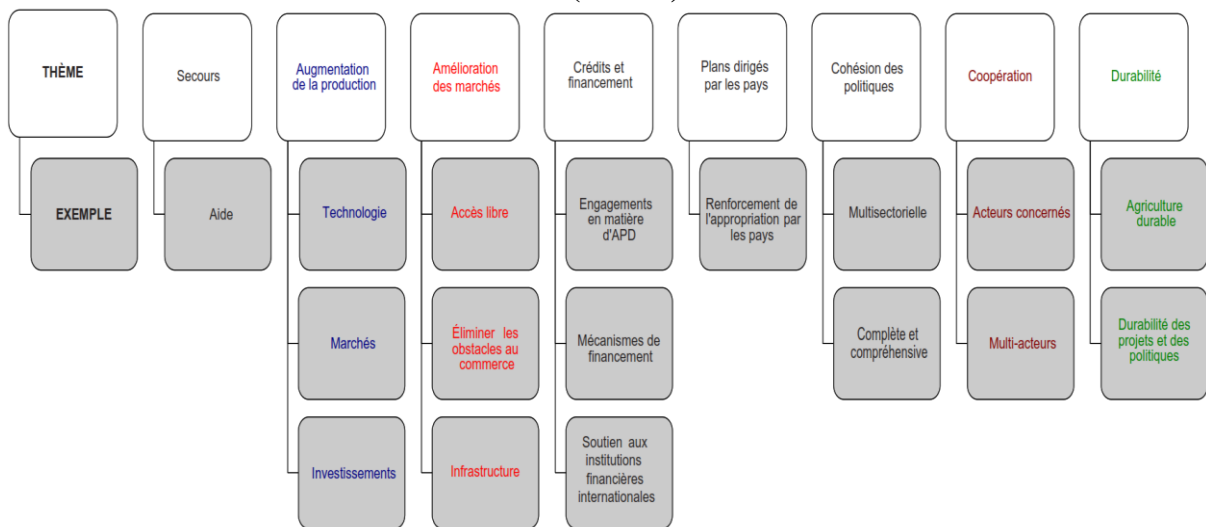 THÈME
Secours
Augmentation
de la production
Amélioration
des marchés
Crédits et
financement
Plans dirigés
par les pays
Cohésion des
politiques
Coopération
Durabilité
EXEMPLE
Aide
Technologie
Accès libre
Engagements
en matière
d'APD
Renforcement de
l'appropriation par
les pays
Multisectorielle
Acteurs concernés
Agriculture
durable
Marchés
Éliminer les
obstacles au
commerce
Mécanismes de
financement
Complète et
compréhensive
Multi-acteurs
Durabilité des
projets et des
politiques
Investissements
Infrastructure
Soutien aux
institutions
financières
internationales